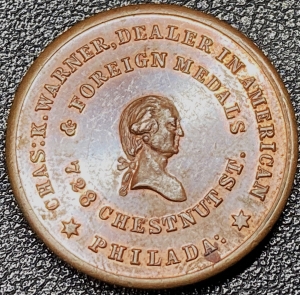 CHAS: K. WARNER, DEALER IN AMERICAN
& FOREIGN MEDALS
728 CHESTNUT ST.
PHILADA: